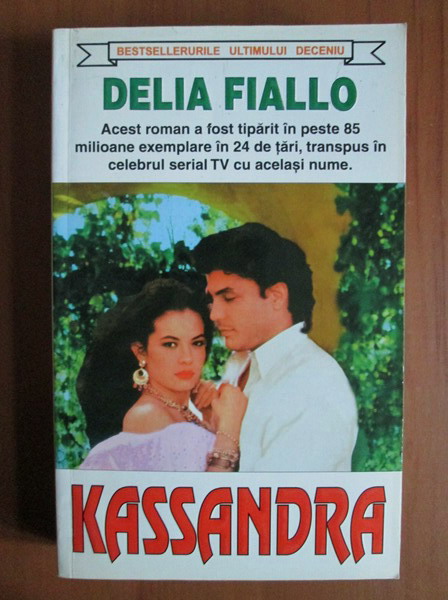 BESTSELLERURILE ULTIMULUI DECENIU
DELIA FIALLO
Acest roman a fost tipărit în peste 85
milioane exemplare în 24 de țări, transpus în
celebrul serial TV cu același nume.
KASSANDRA